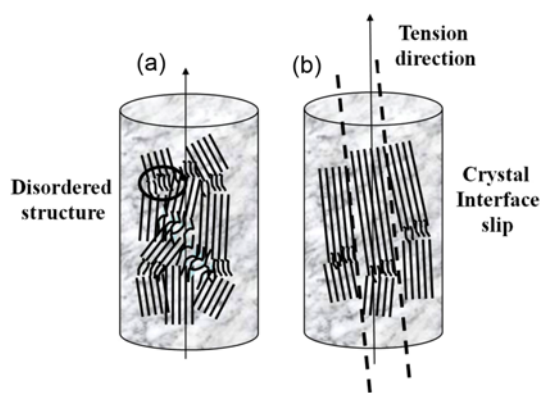 (a)
(b)
Tension
direction
Disordered
structure
Crystal
Interface
slip